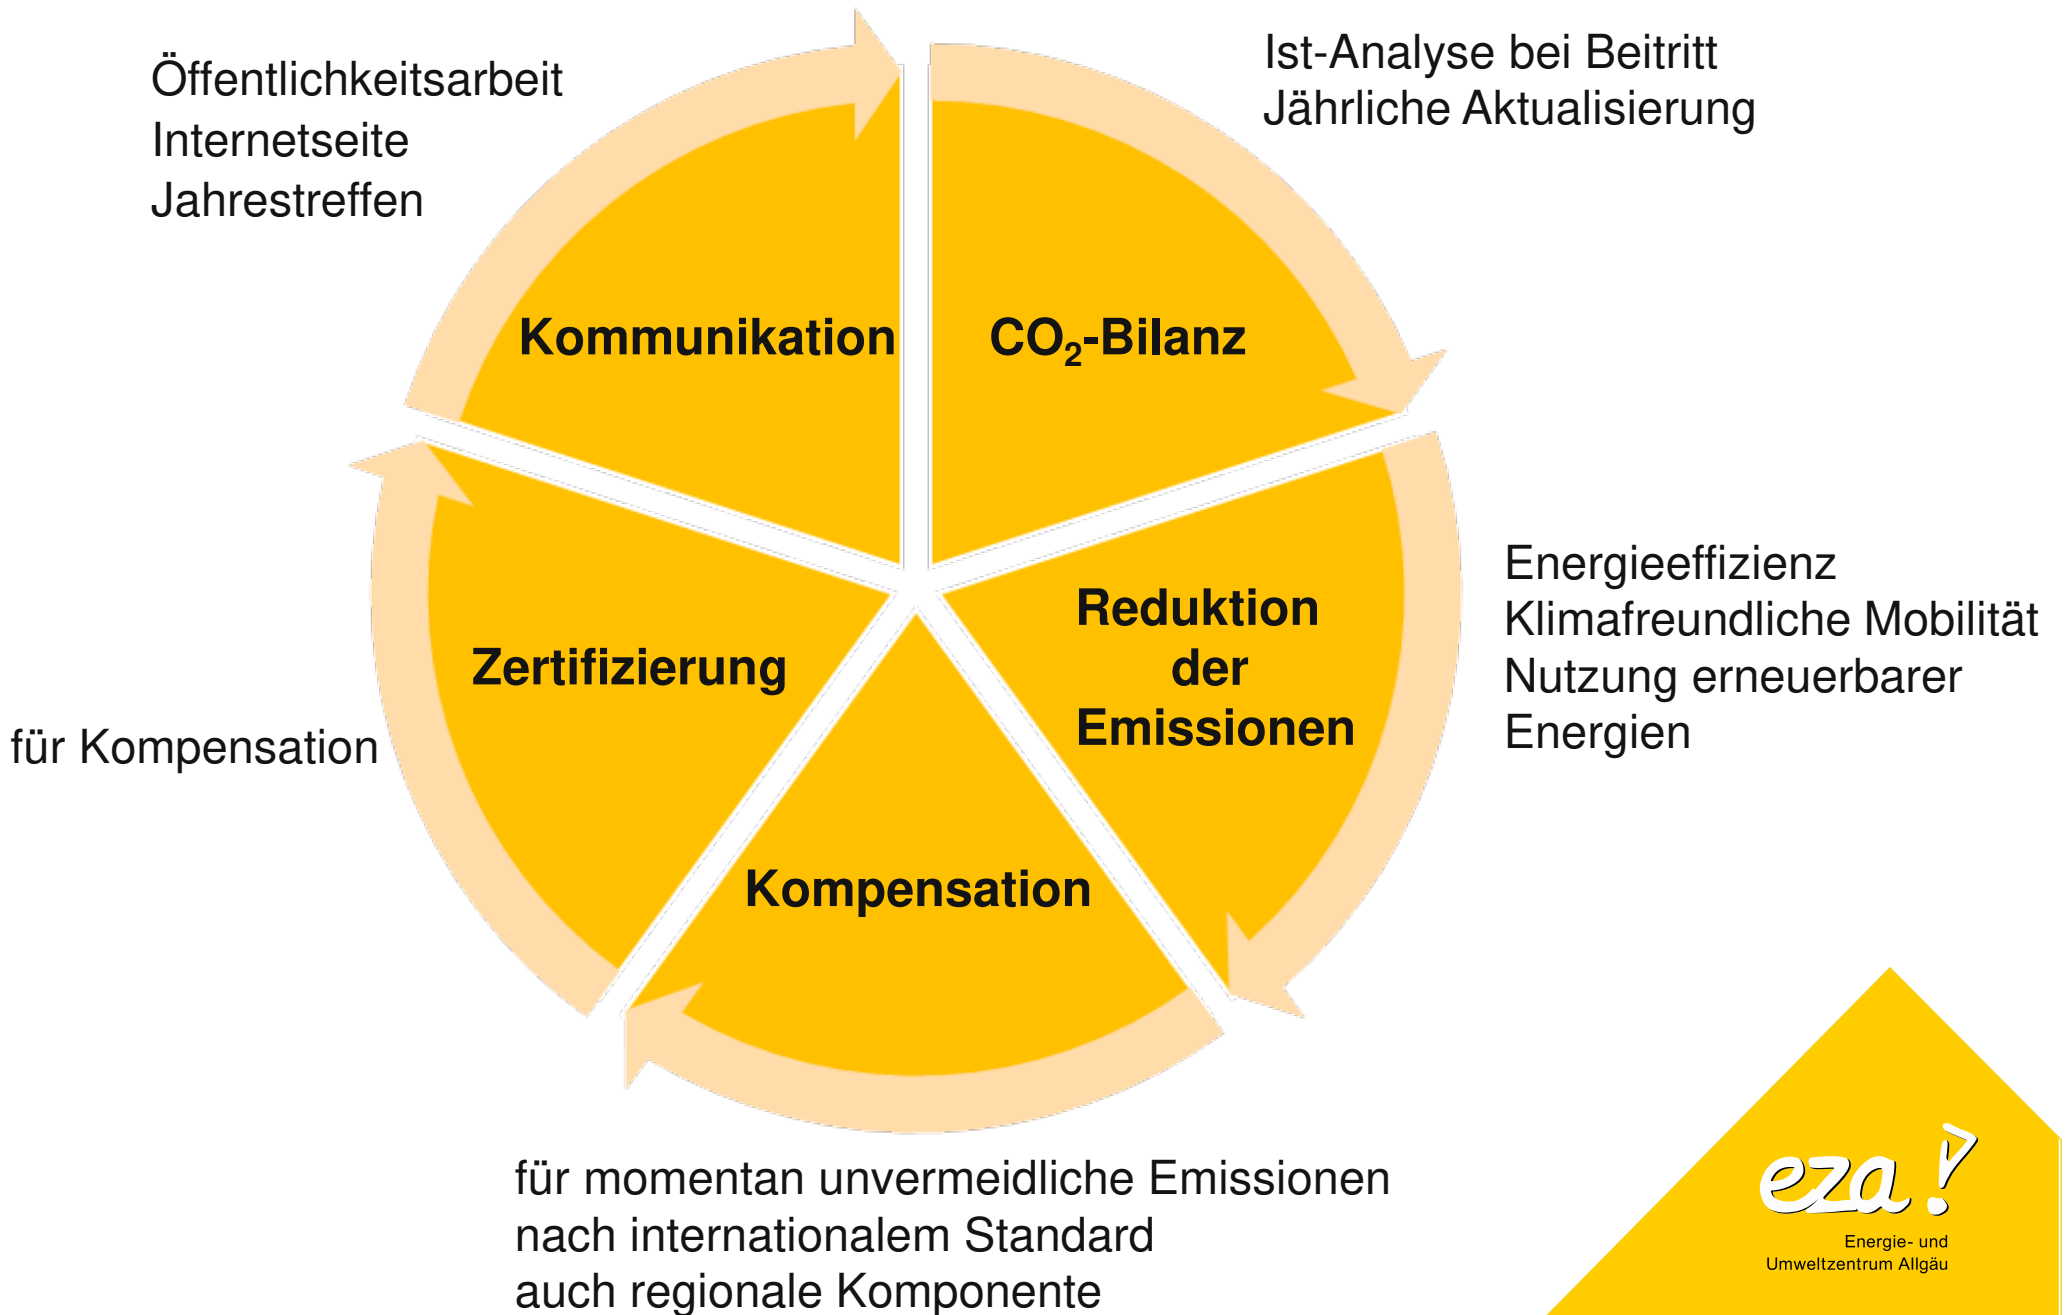 Öffentlichkeitsarbeit
Internetseite
Jahrestreffen
Ist-Analyse bei Beitritt
Jährliche Aktualisierung
Kommunikation
CO₂-Bilanz
Energieeffizienz
Klimafreundliche Mobilität
Nutzung erneuerbarer
Energien
Reduktion
der
Emissionen
Zertifizierung
für Kompensation
Kompensation
für momentan unvermeidliche Emissionen
nach internationalem Standard
auch regionale Komponente
eza!
Energie- und
Umweltzentrum Allgäu